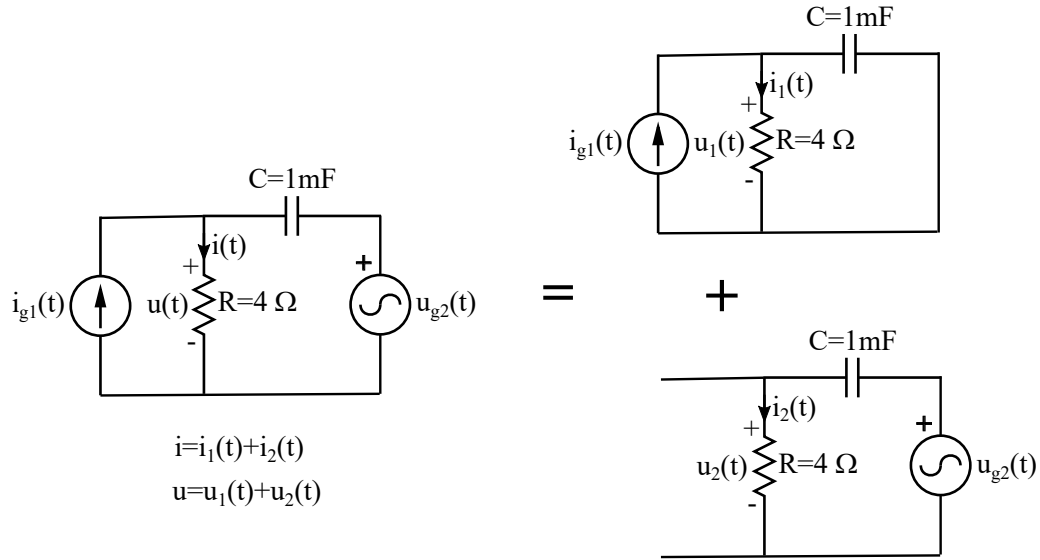 C=1mF
i(t)
+
+
i_g1(t)
u(t)
R=4 Ω
u_g2(t)
-
i=i_1(t)+i_2(t)
u=u_1(t)+u_2(t)
=
C=1mF
i_1(t)
+
i_g1(t)
u_1(t)
R=4 Ω
-
+
C=1mF
i_2(t)
+
+
u_2(t)
R=4 Ω
u_g2(t)
-